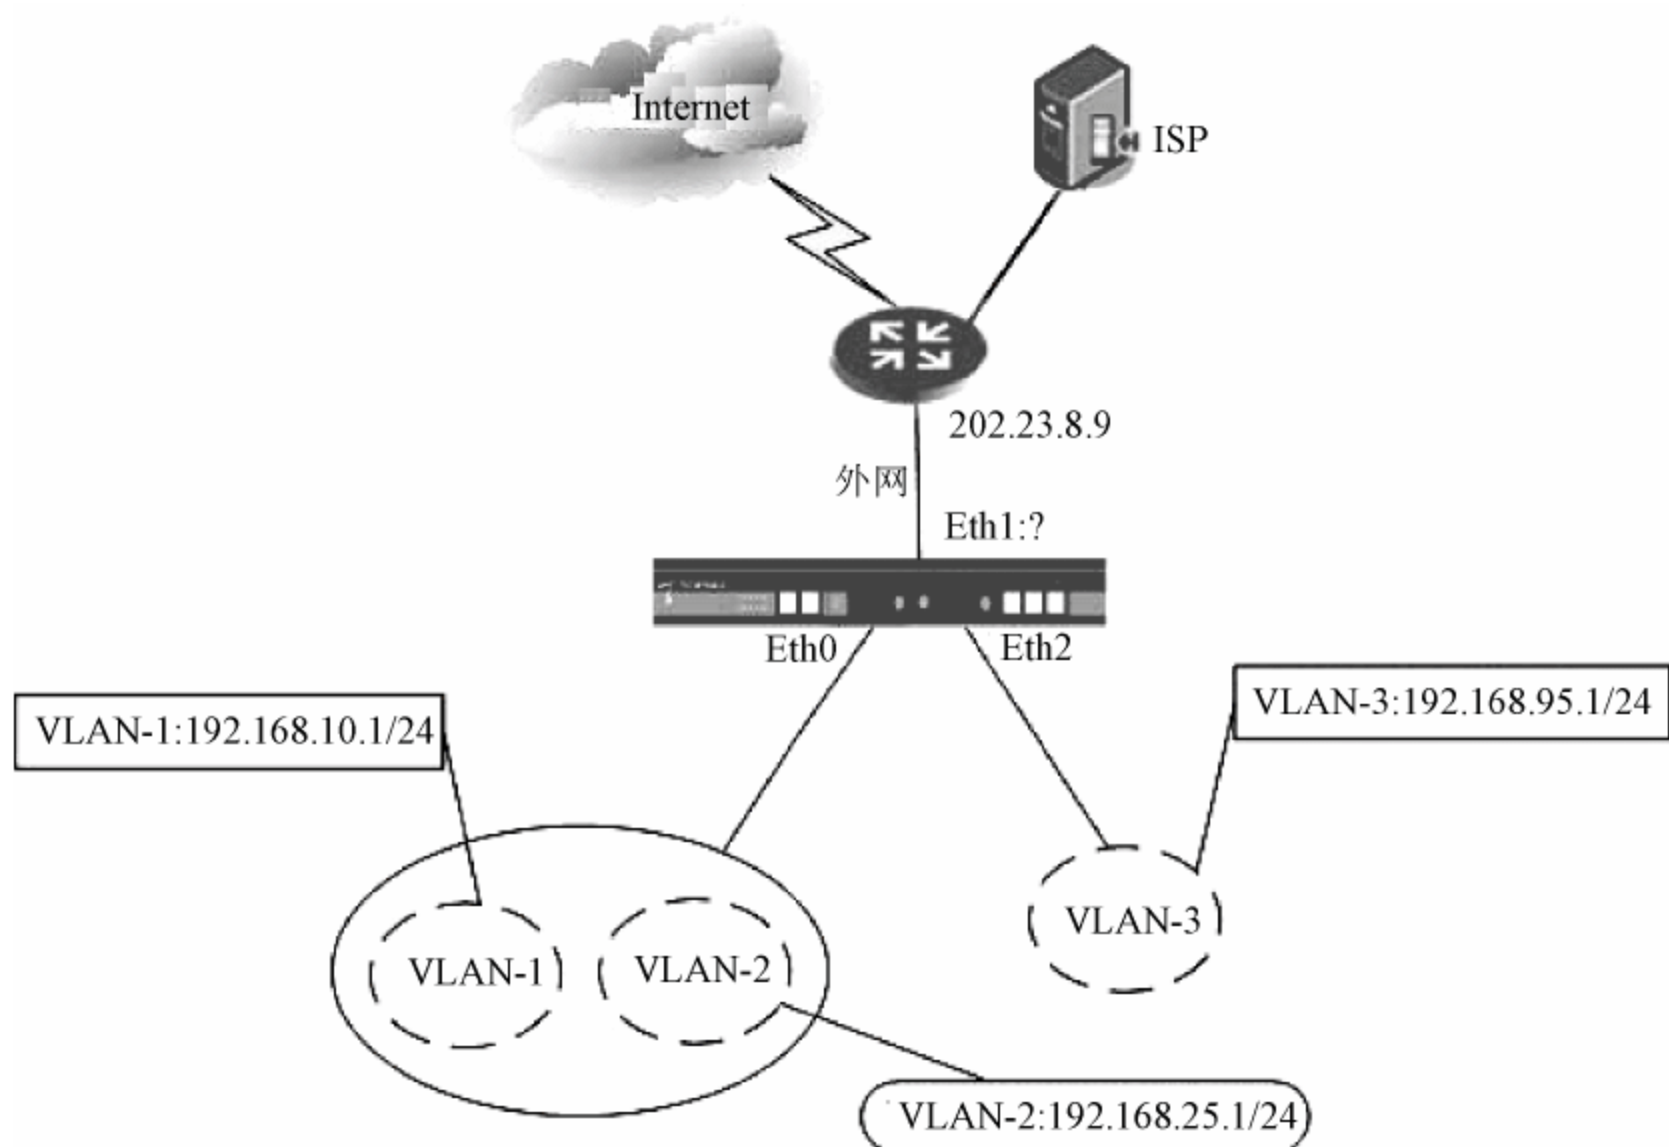 Internet
ISP
202.23.8.9
外网
Eth1:?
Eth0
Eth2
VLAN-1:192.168.10.1/24
VLAN-3:192.168.95.1/24
VLAN-1
VLAN-2
VLAN-3
VLAN-2:192.168.25.1/24